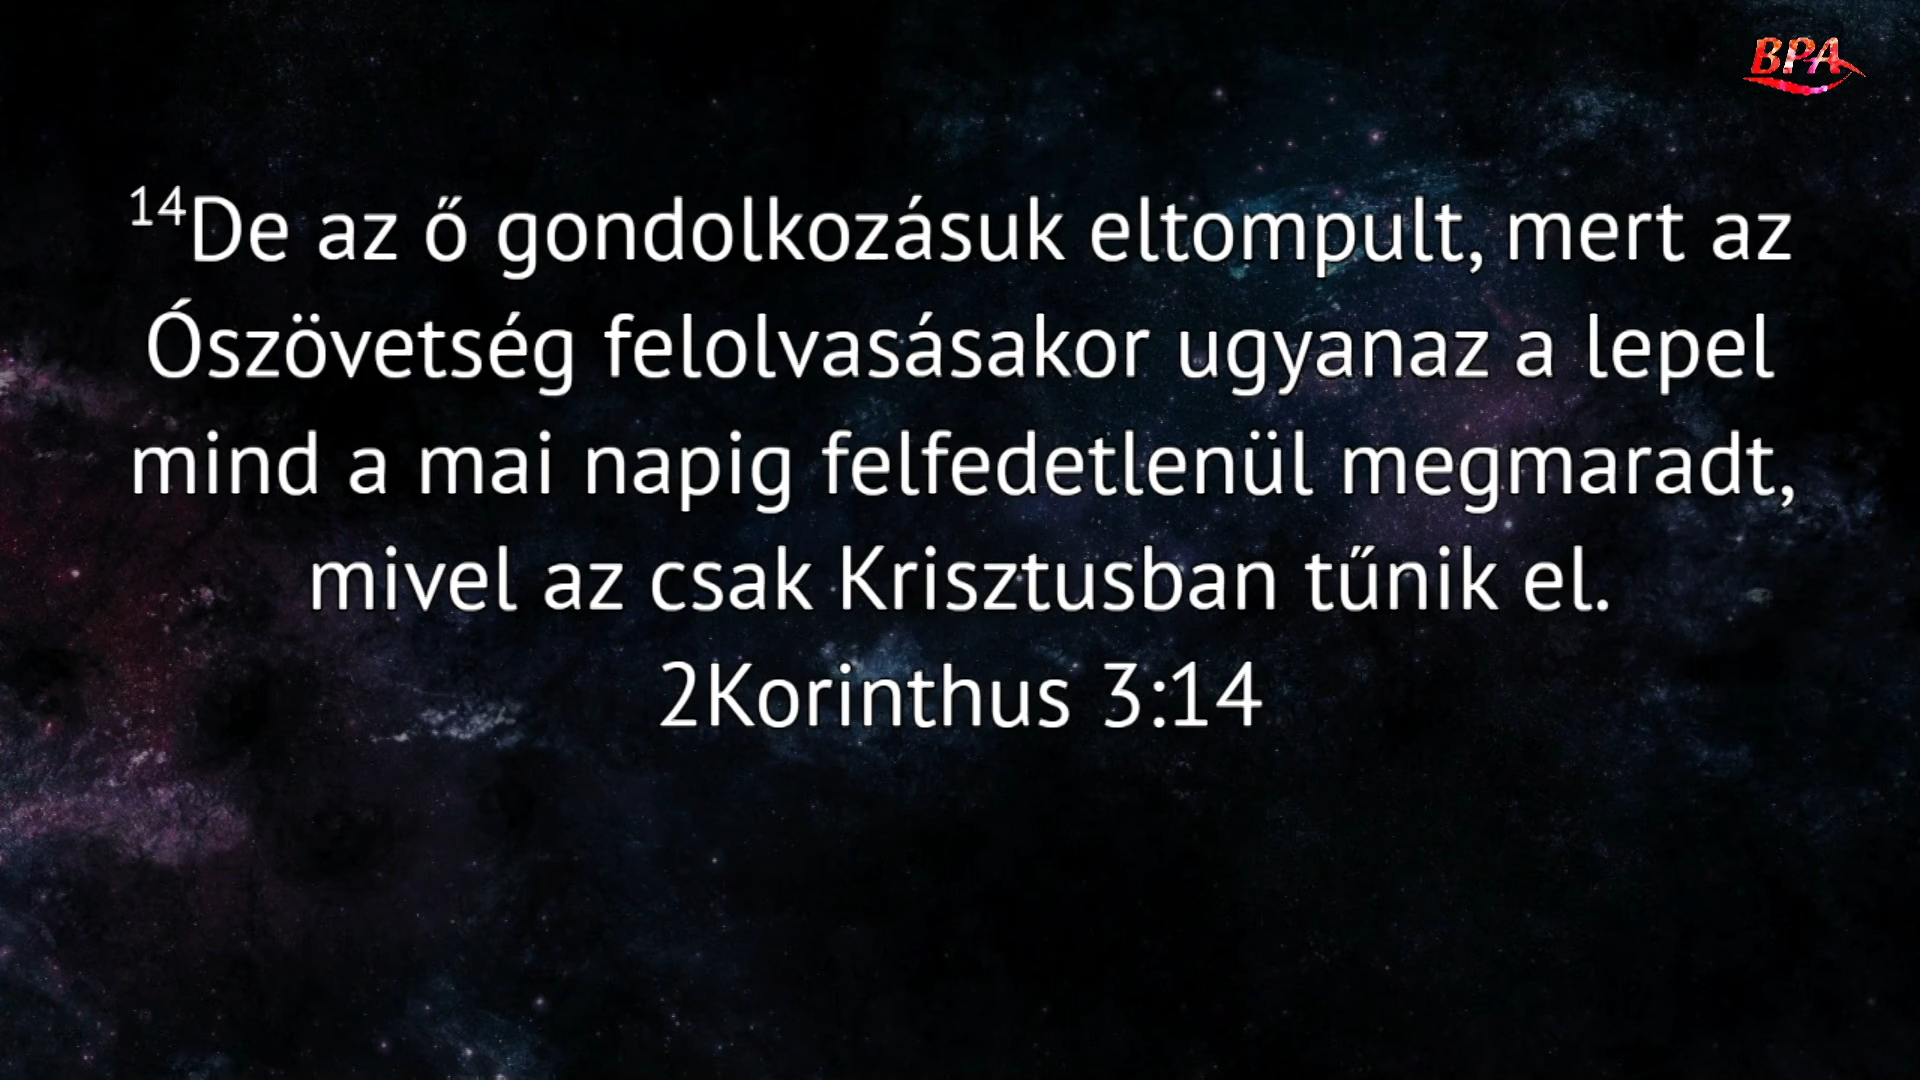 BPA
¹⁴De az ő gondolkozásuk eltompult, mert az
Ószövetség felolvasásakor ugyanaz a lepel
mind a mai napig felfedetlenül megmaradt,
mivel az csak Krisztusban tűnik el.
2Korinthus 3:14